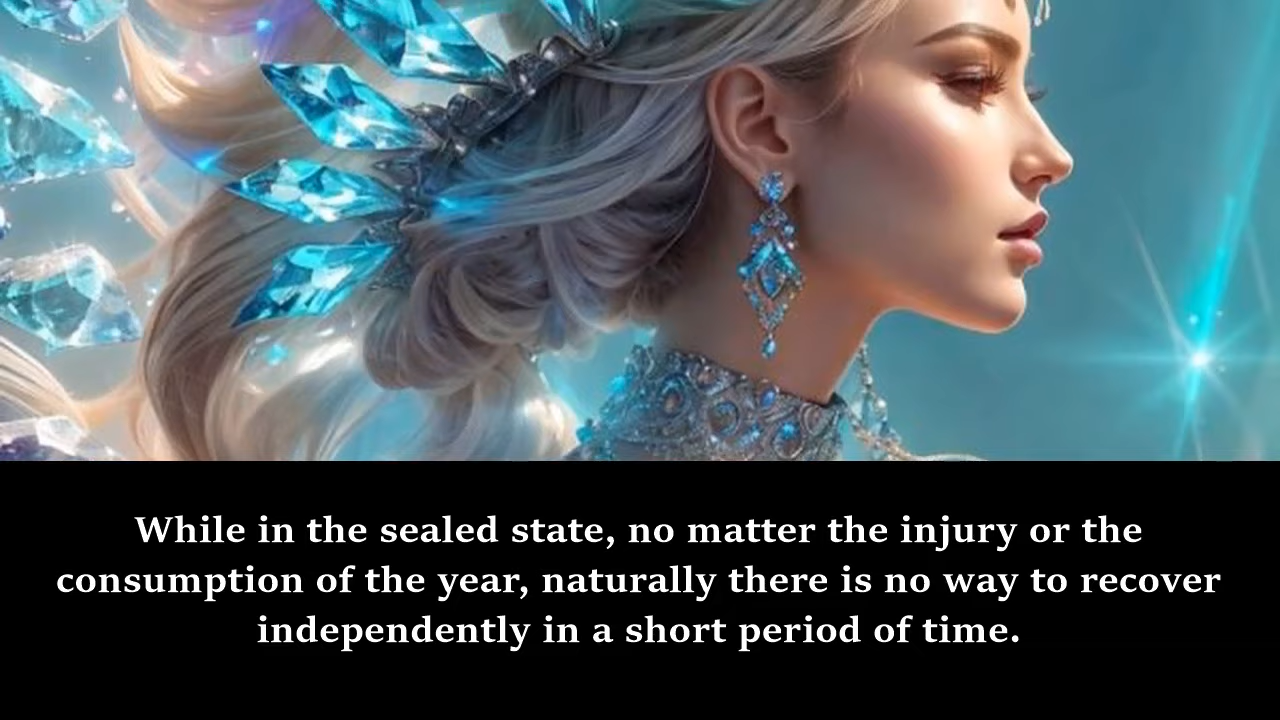 While in the sealed state, no matter the injury or the
consumption of the year, naturally there is no way to recover
independently in a short period of time.